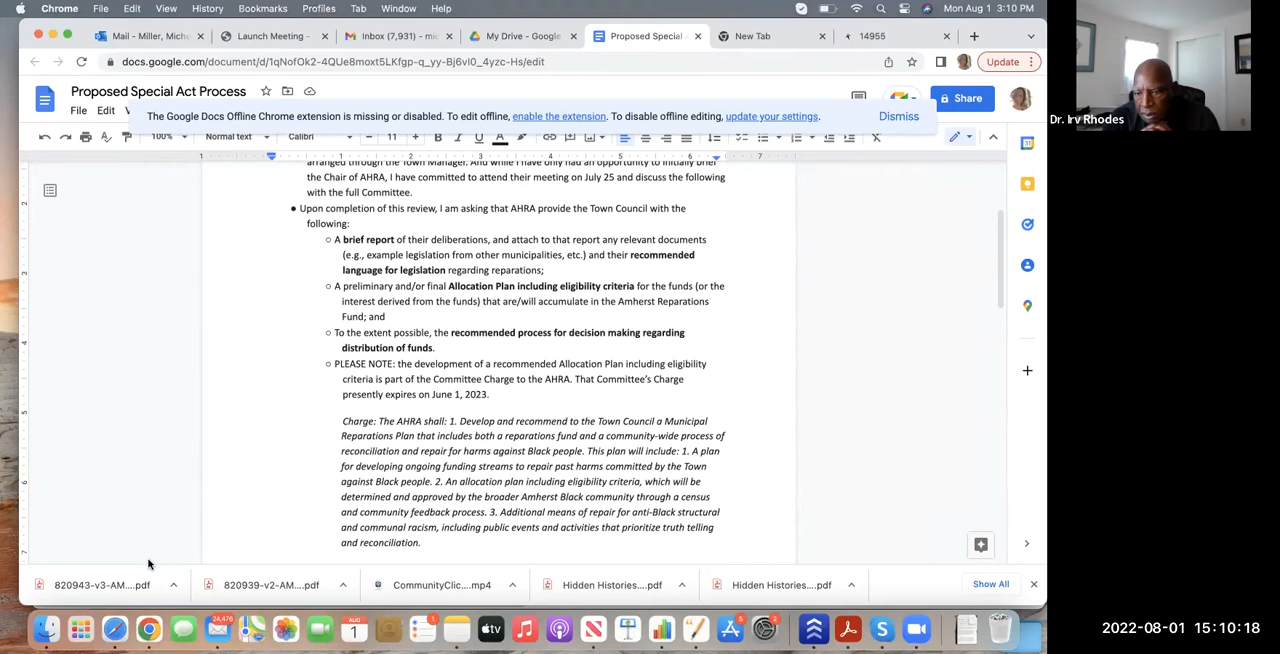 Chrome File Edit View History Bookmarks Profiles Tab Window Help Mon Aug 1 3:10 PM
Mail - Miller, Mich Launch Meeting - Inbox (7,931) - mic My Drive - Google Proposed Special New Tab 14955
docs.google.com/document/d/1qNofOk2-4QUe8moxt5LKfgp-q_yy-Bj6vI0_4yzc-Hs/edit Update
Proposed Special Act Process
File Edit Share
The Google Docs Offline Chrome extension is missing or disabled. To edit offline, enable the extension. To disable offline editing, update your settings. Dismiss
100% Normal text Calibri 11
arranged through the Town Manager. And while I have only had an opportunity to initially brief
the Chair of AHRA, I have committed to attend their meeting on July 25 and discuss the following
with the full Committee.
● Upon completion of this review, I am asking that AHRA provide the Town Council with the
following:
○ A brief report of their deliberations, and attach to that report any relevant documents
(e.g., example legislation from other municipalities, etc.) and their recommended
language for legislation regarding reparations;
○ A preliminary and/or final Allocation Plan including eligibility criteria for the funds (or the
interest derived from the funds) that are/will accumulate in the Amherst Reparations
Fund; and
○ To the extent possible, the recommended process for decision making regarding
distribution of funds.
○ PLEASE NOTE: the development of a recommended Allocation Plan including eligibility
criteria is part of the Committee Charge to the AHRA. That Committee's Charge
presently expires on June 1, 2023.
Charge: The AHRA shall: 1. Develop and recommend to the Town Council a Municipal
Reparations Plan that includes both a reparations fund and a community-wide process of
reconciliation and repair for harms against Black people. This plan will include: 1. A plan
for developing ongoing funding streams to repair past harms committed by the Town
against Black people. 2. An allocation plan including eligibility criteria, which will be
determined and approved by the broader Amherst Black community through a census
and community feedback process. 3. Additional means of repair for anti-Black structural
and communal racism, including public events and activities that prioritize truth telling
and reconciliation.
820943-v3-AM....pdf 820939-v2-AM....pdf CommunityClic....mp4 Hidden Histories....pdf Hidden Histories....pdf Show All
Dr. Irv Rhodes
2022-08-01 15:10:18